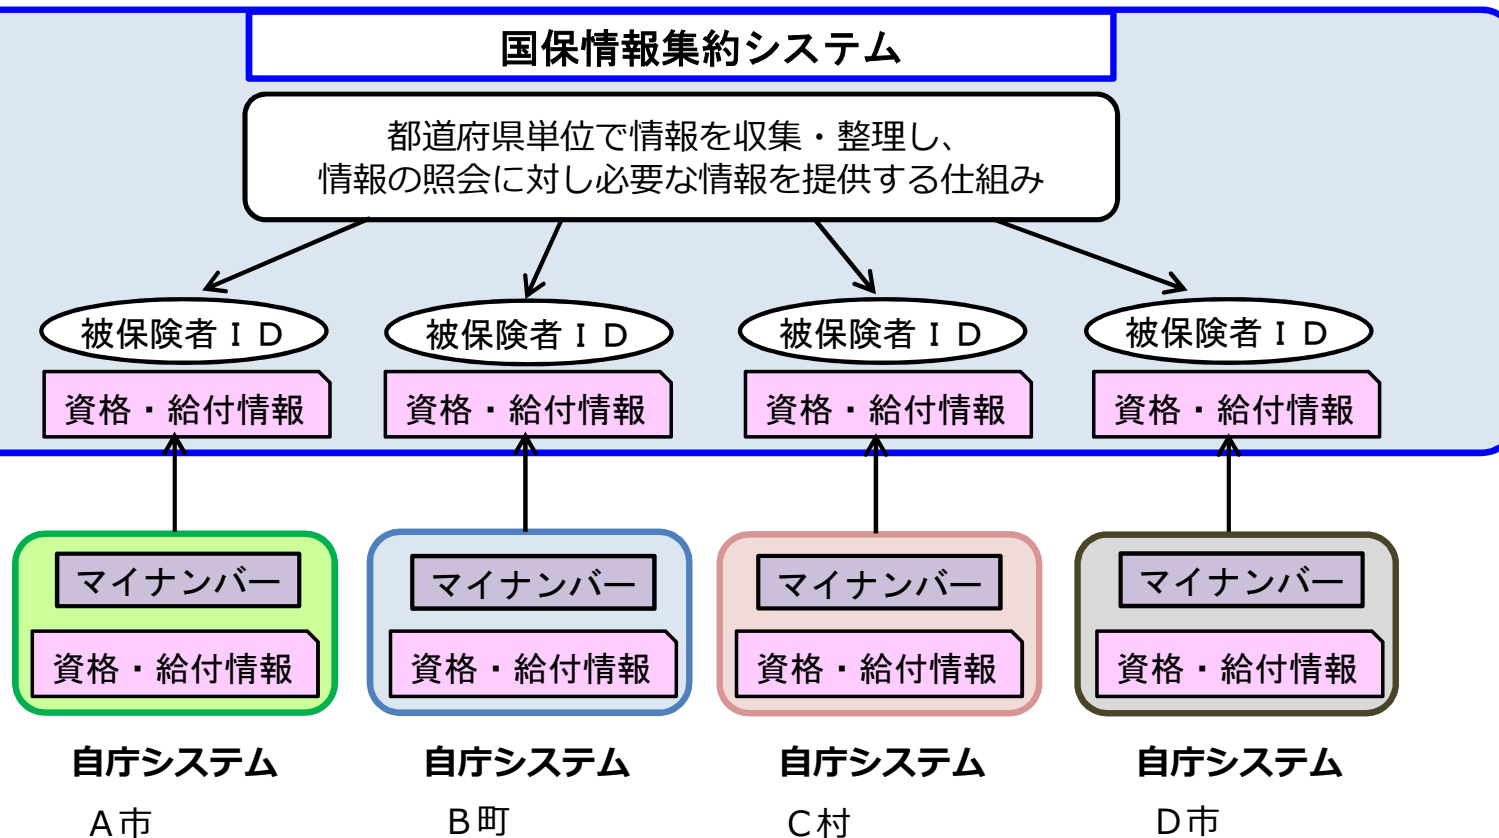 国保情報集約システム
都道府県単位で情報を収集・整理し、
情報の照会に対し必要な情報を提供する仕組み
被保険者ＩＤ
被保険者ＩＤ
被保険者ＩＤ
被保険者ＩＤ
資格・給付情報
資格・給付情報
資格・給付情報
資格・給付情報
マイナンバー
マイナンバー
マイナンバー
マイナンバー
資格・給付情報
資格・給付情報
資格・給付情報
資格・給付情報
自庁システム
自庁システム
自庁システム
自庁システム
Ａ市
Ｂ町
Ｃ村
Ｄ市